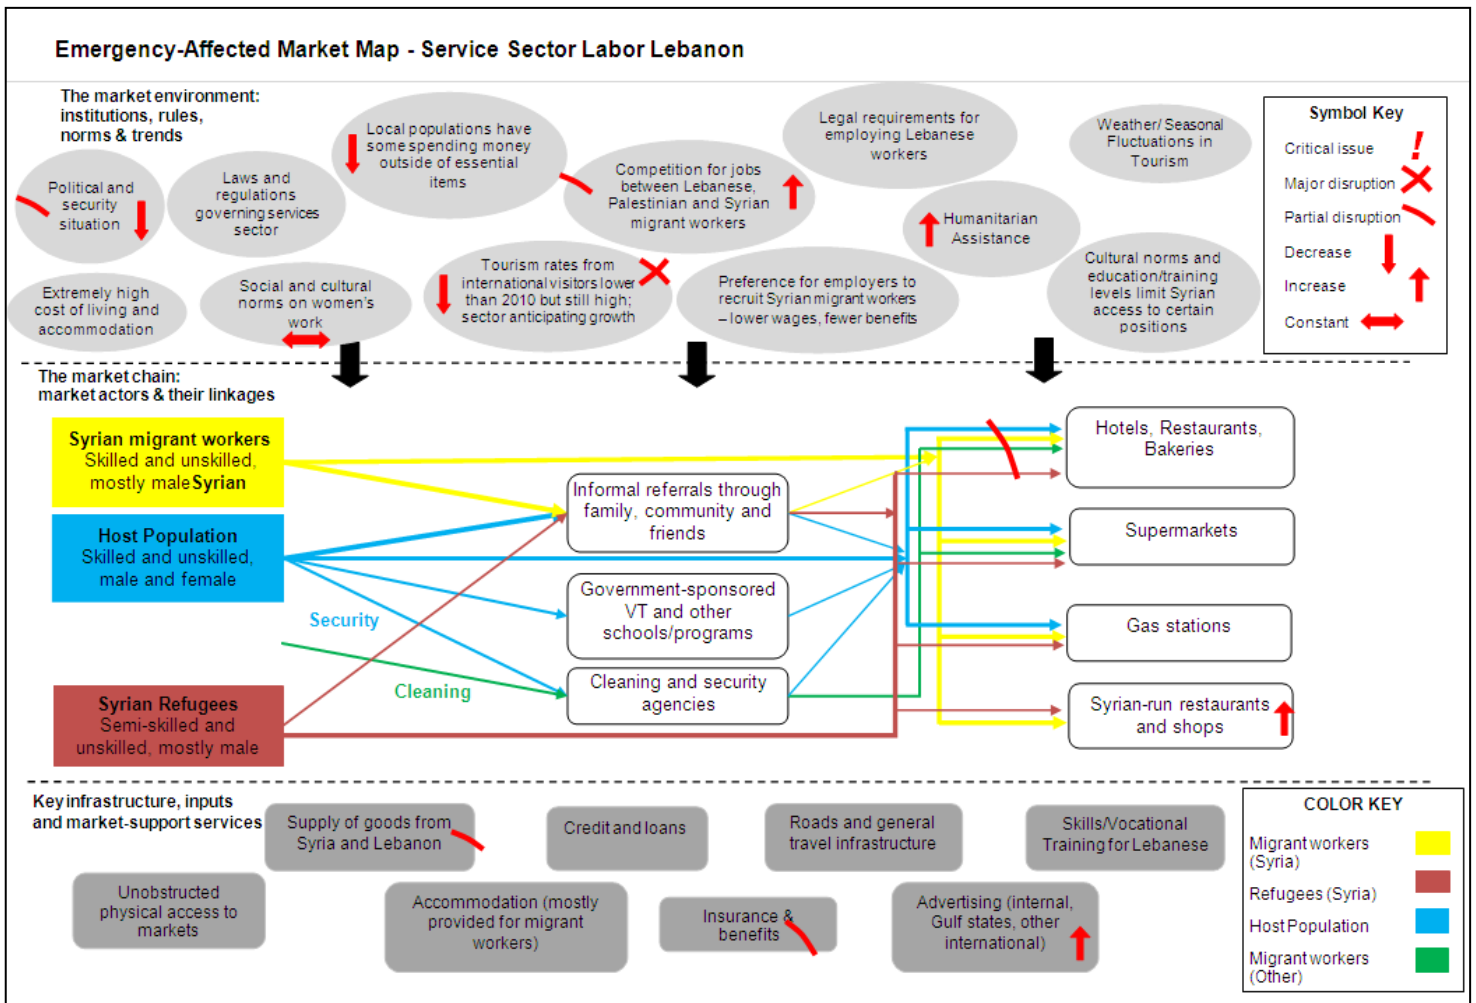 Emergency-Affected Market Map - Service Sector Labor Lebanon
The market environment:
institutions, rules,
norms & trends
Political and
security
situation
Laws and
regulations
governing services
sector
Local populations have
some spending money
outside of essential
items
Competition for jobs
between Lebanese,
Palestinian and Syrian
migrant workers
Legal requirements for
employing Lebanese
workers
Weather/ Seasonal
Fluctuations in
Tourism
Humanitarian
Assistance
Extremely high
cost of living and
accommodation
Social and cultural
norms on women's
work
Tourism rates from
international visitors lower
than 2010 but still high;
sector anticipating growth
Preference for employers to
recruit Syrian migrant workers
– lower wages, fewer benefits
Cultural norms and
education/training
levels limit Syrian
access to certain
positions
Symbol Key
Critical issue
Major disruption
Partial disruption
Decrease
Increase
Constant
The market chain:
market actors & their linkages
Syrian migrant workers
Skilled and unskilled,
mostly male Syrian
Host Population
Skilled and unskilled,
male and female
Security
Cleaning
Syrian Refugees
Semi-skilled and
unskilled, mostly male
Informal referrals through
family, community and
friends
Government-sponsored
VT and other
schools/programs
Cleaning and security
agencies
Hotels, Restaurants,
Bakeries
Supermarkets
Gas stations
Syrian-run restaurants
and shops
Key infrastructure, inputs
and market-support services
Supply of goods from
Syria and Lebanon
Credit and loans
Roads and general
travel infrastructure
Skills/Vocational
Training for Lebanese
Unobstructed
physical access to
markets
Accommodation (mostly
provided for migrant
workers)
Insurance &
benefits
Advertising (internal,
Gulf states, other
international)
COLOR KEY
Migrant workers
(Syria)
Refugees (Syria)
Host Population
Migrant workers
(Other)